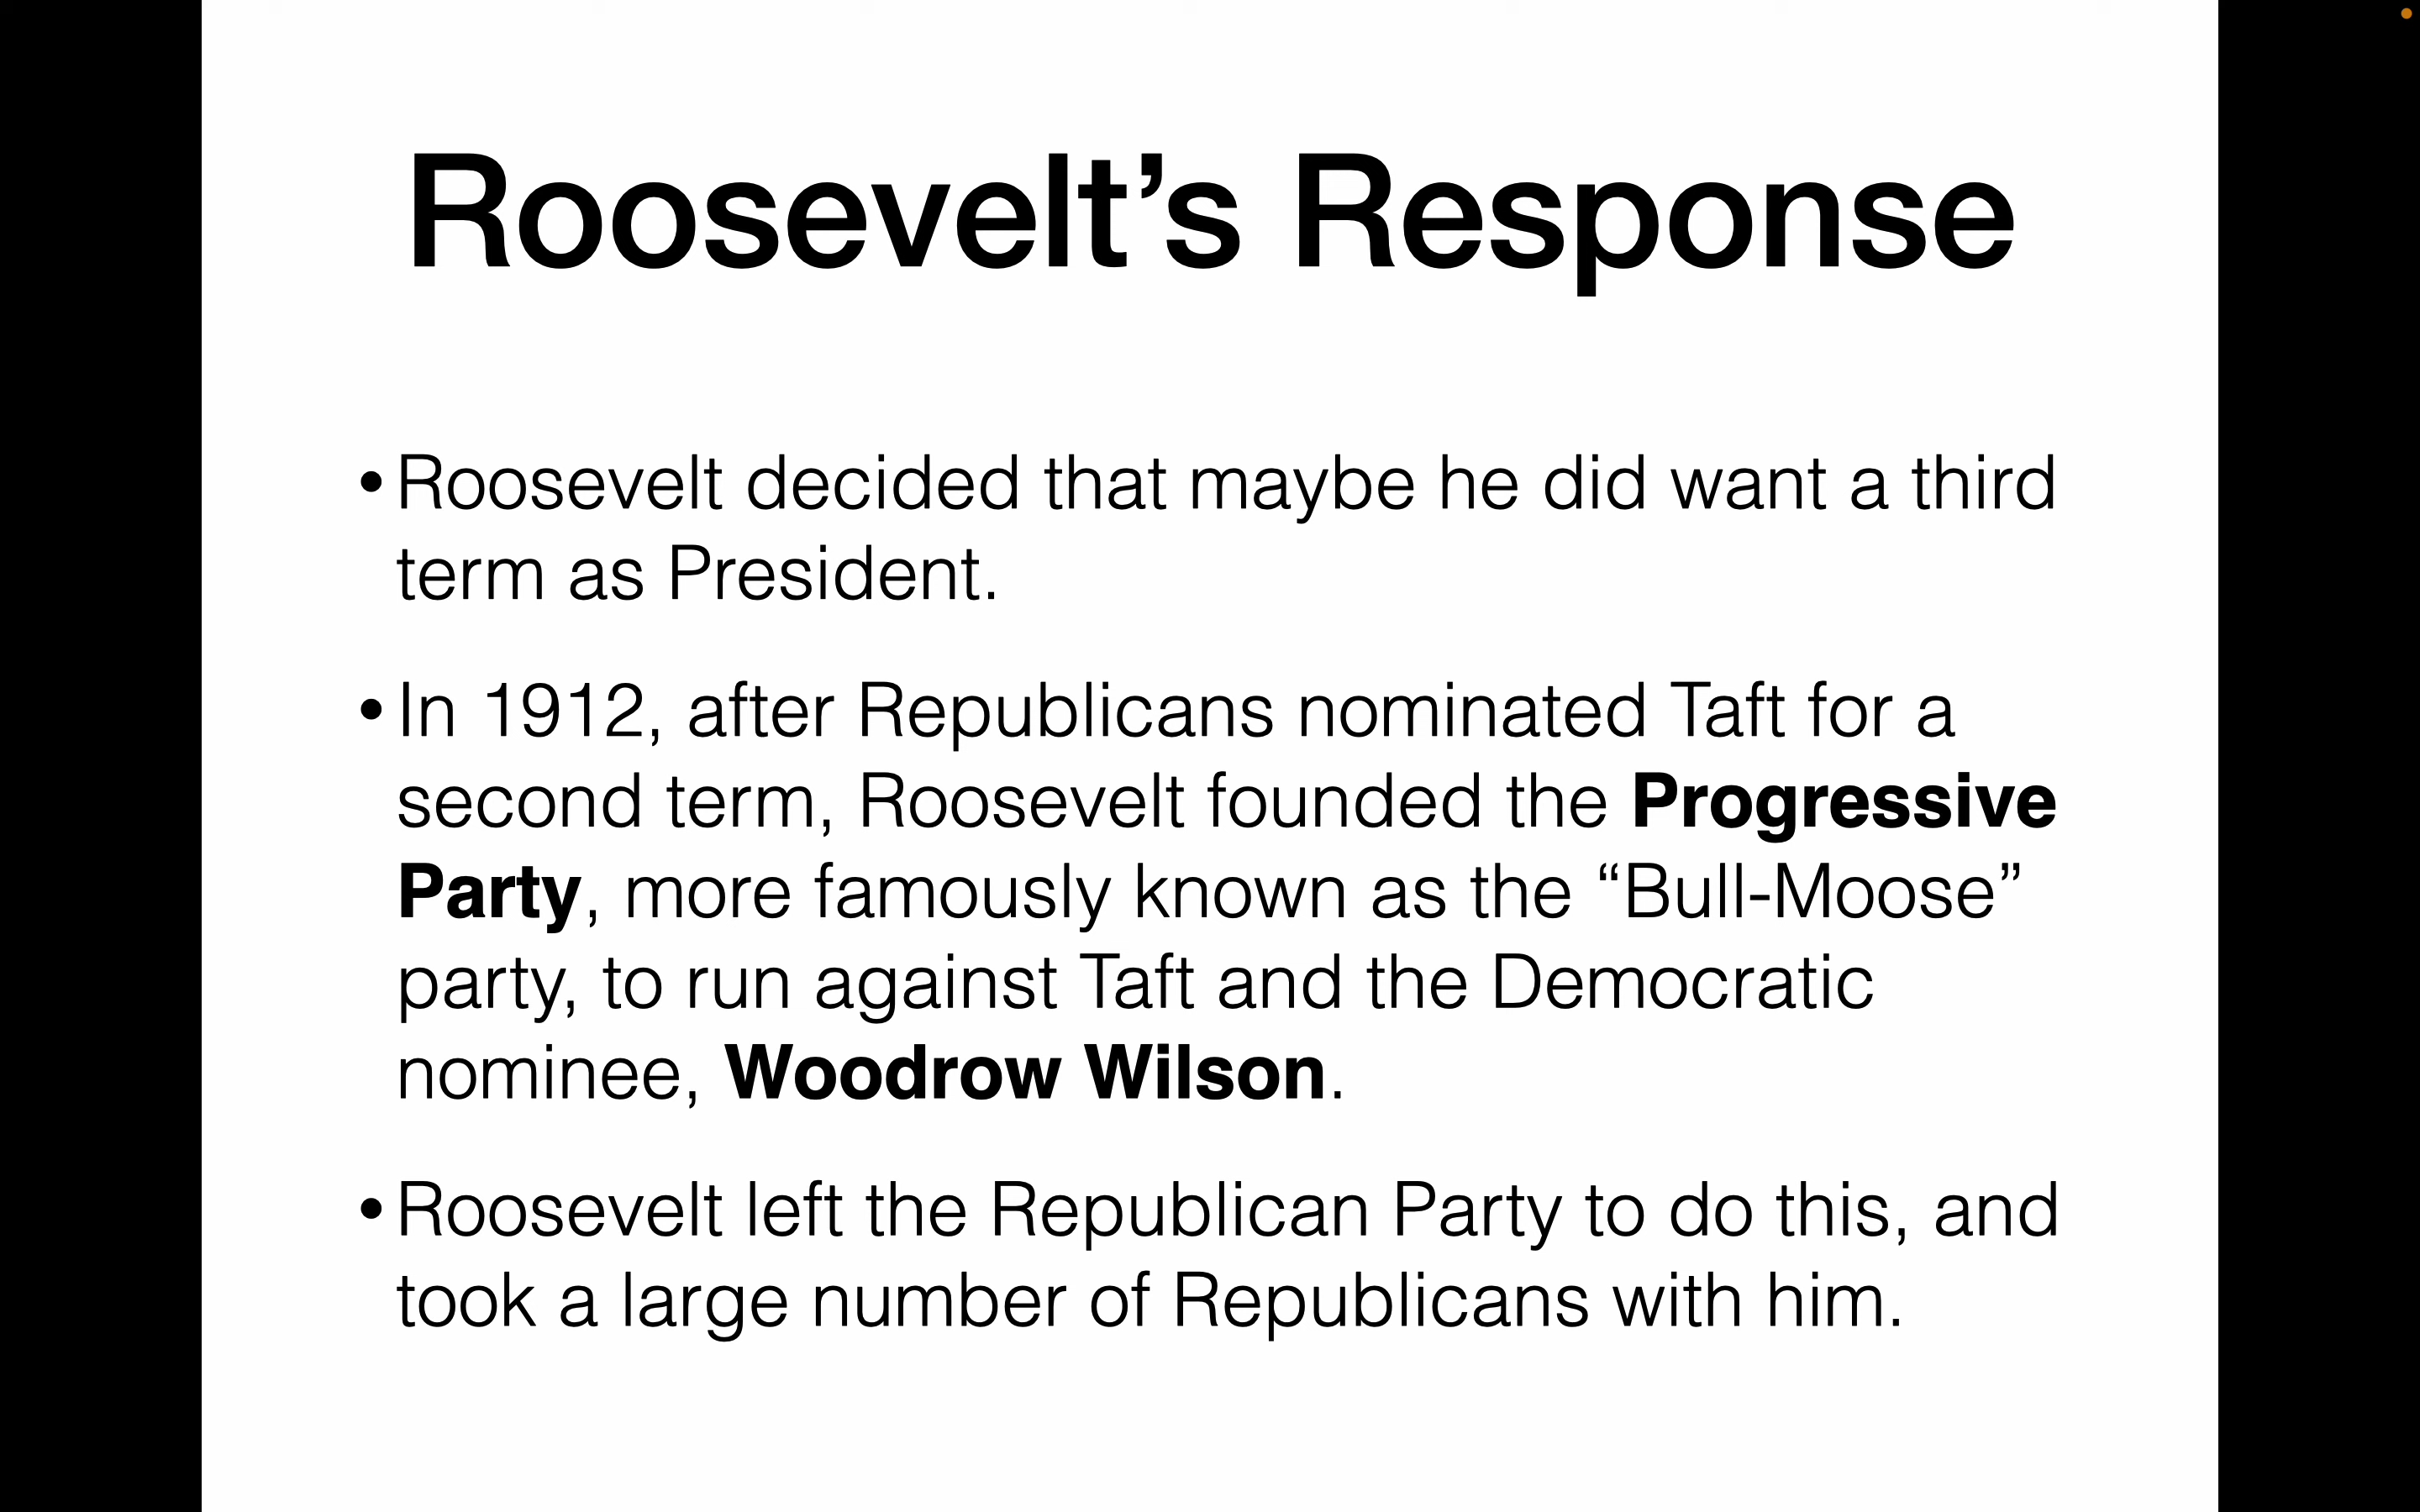 Roosevelt’s Response
• Roosevelt decided that maybe he did want a third
term as President.
• In 1912, after Republicans nominated Taft for a
second term, Roosevelt founded the Progressive
Party, more famously known as the “Bull-Moose”
party, to run against Taft and the Democratic
nominee, Woodrow Wilson.
• Roosevelt left the Republican Party to do this, and
took a large number of Republicans with him.